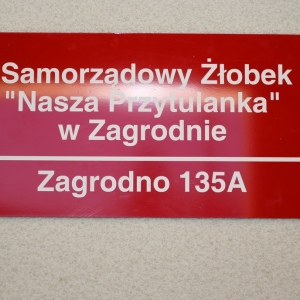 Samorządowy Żłobek
"Nasza Przytulanka"
w Zagrodnie
Zagrodno 135A